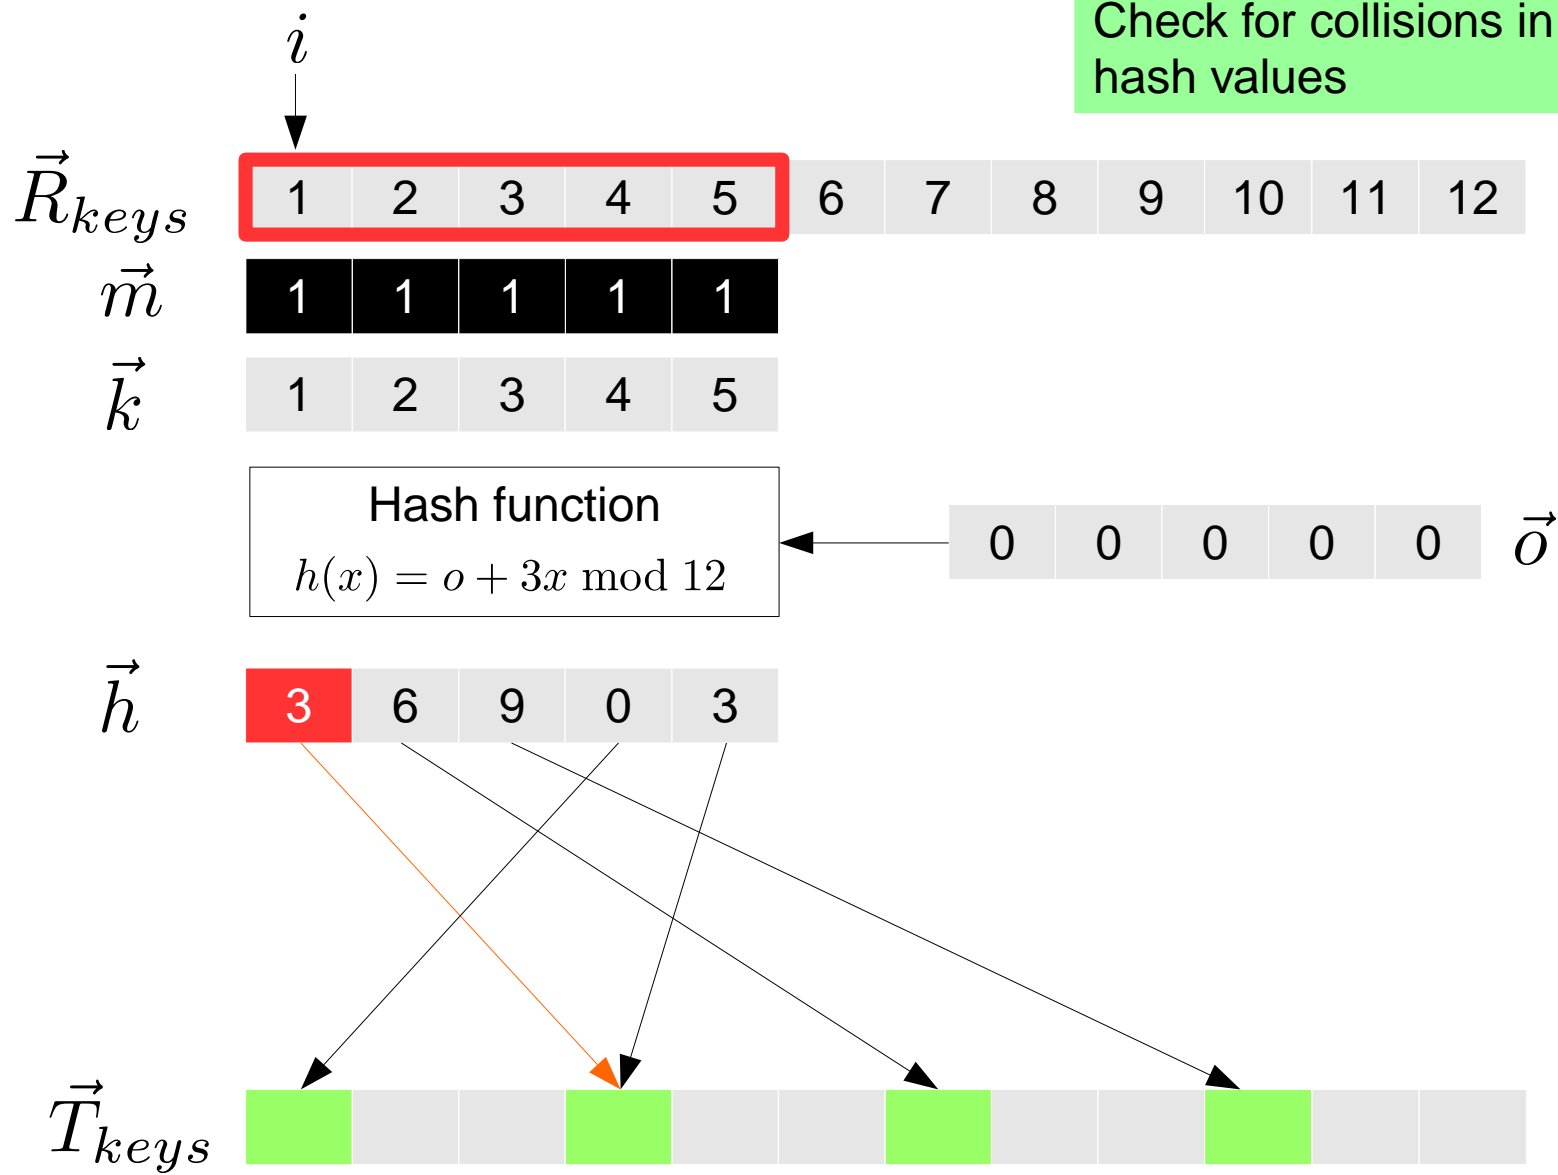 Check for collisions in
hash values
i
R⃗keys 1 2 3 4 5 6 7 8 9 10 11 12
m⃗ 1 1 1 1 1
k⃗ 1 2 3 4 5
Hash function
h(x) = o + 3x mod 12
0 0 0 0 0 o⃗
h⃗ 3 6 9 0 3
T⃗keys